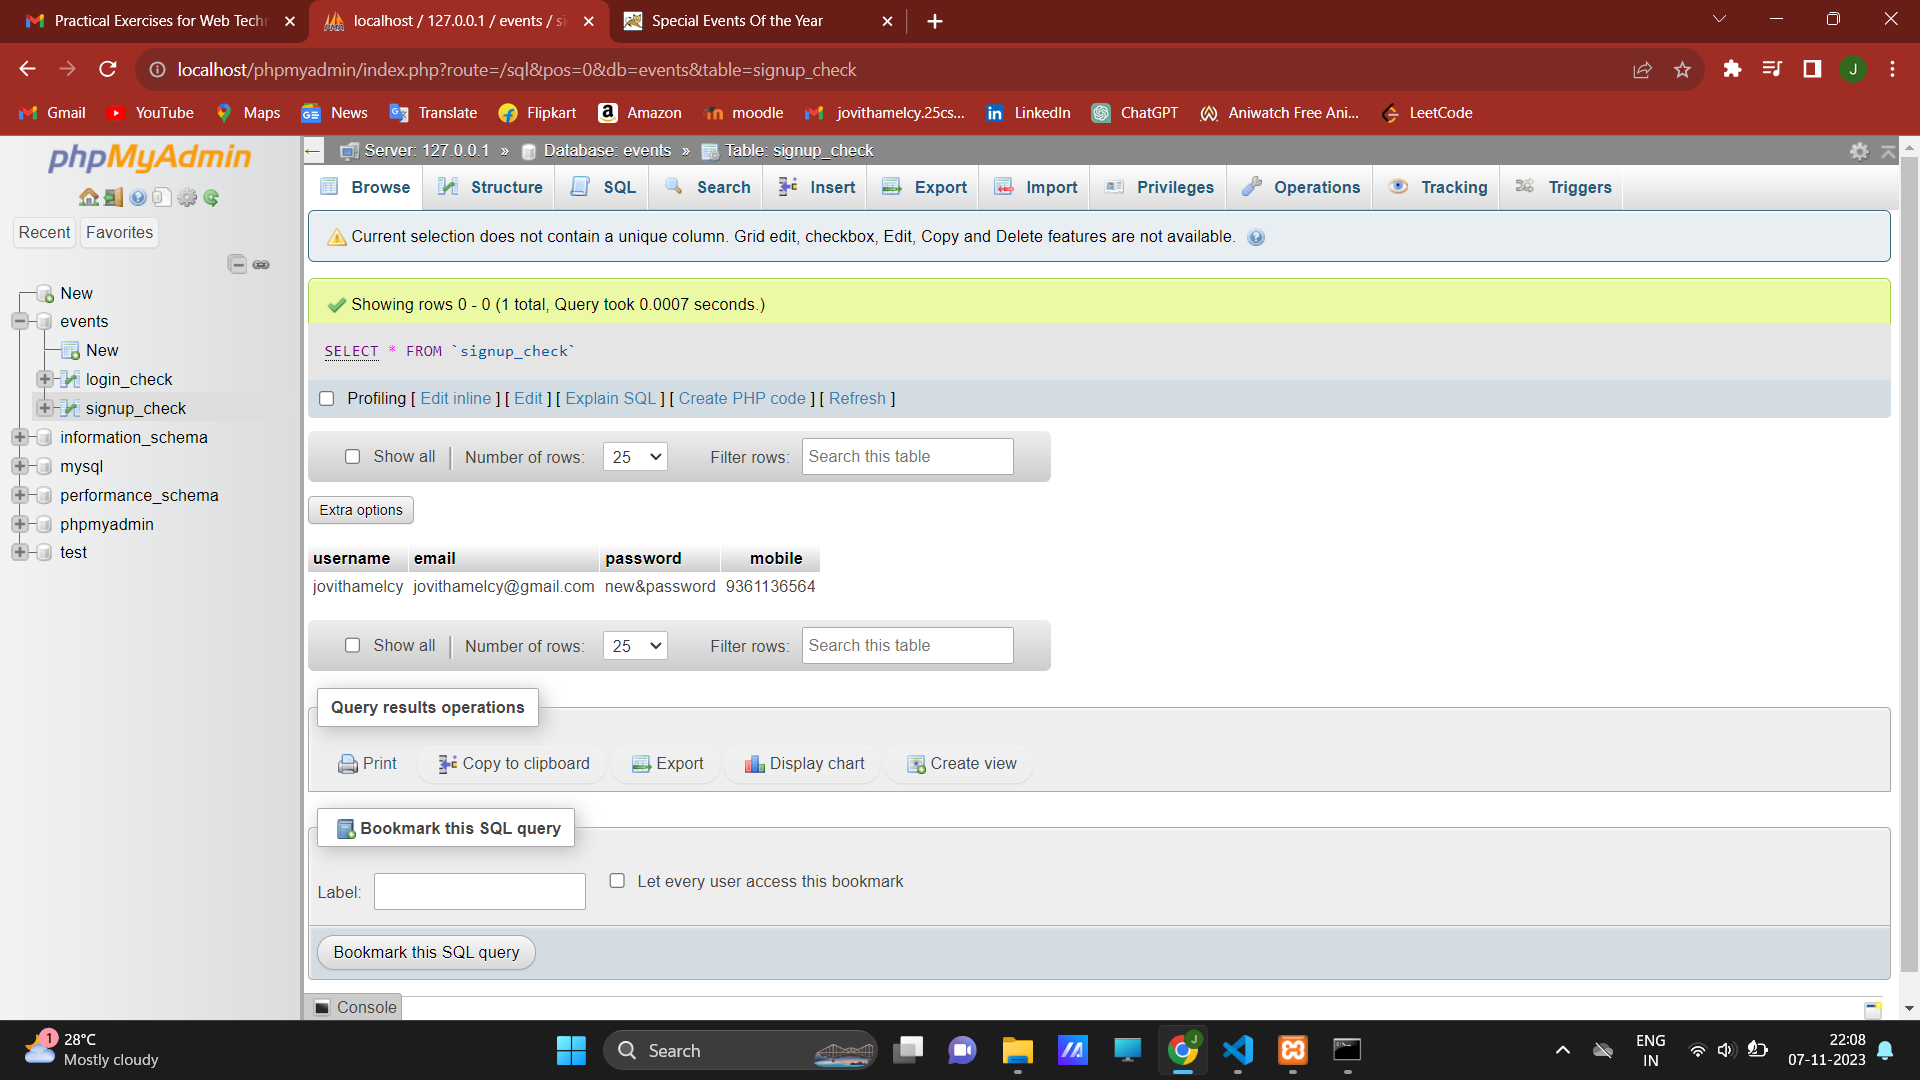 Practical Exercises for Web Techn
localhost / 127.0.0.1 / events / si
Special Events Of the Year
localhost/phpmyadmin/index.php?route=/sql&pos=0&db=events&table=signup_check
J
Gmail YouTube Maps News Translate Flipkart Amazon moodle jovithamelcy.25cs... LinkedIn ChatGPT Aniwatch Free Ani... LeetCode
phpMyAdmin
Recent Favorites
New
events
New
login_check
signup_check
information_schema
mysql
performance_schema
phpmyadmin
test
Server: 127.0.0.1 » Database: events » Table: signup_check
Browse Structure SQL Search Insert Export Import Privileges Operations Tracking Triggers
Current selection does not contain a unique column. Grid edit, checkbox, Edit, Copy and Delete features are not available.
Showing rows 0 - 0 (1 total, Query took 0.0007 seconds.)
SELECT * FROM `signup_check`
Profiling [ Edit inline ] [ Edit ] [ Explain SQL ] [ Create PHP code ] [ Refresh ]
Show all Number of rows: 25 Filter rows: Search this table
Extra options
username email password mobile
jovithamelcy jovithamelcy@gmail.com new&password 9361136564
Show all Number of rows: 25 Filter rows: Search this table
Query results operations
Print Copy to clipboard Export Display chart Create view
Bookmark this SQL query
Label: Let every user access this bookmark
Bookmark this SQL query
Console
1 28°C
Mostly cloudy
Search
J
ENG
IN
22:08
07-11-2023